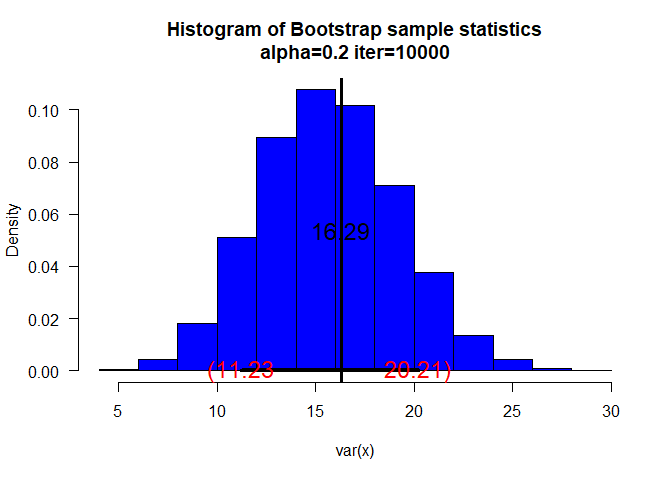 Histogram of Bootstrap sample statistics
alpha=0.2 iter=10000
Density
0.10
0.08
0.06
0.04
0.02
0.00
16.29
(11.23 20.21)
5 10 15 20 25 30
var(x)